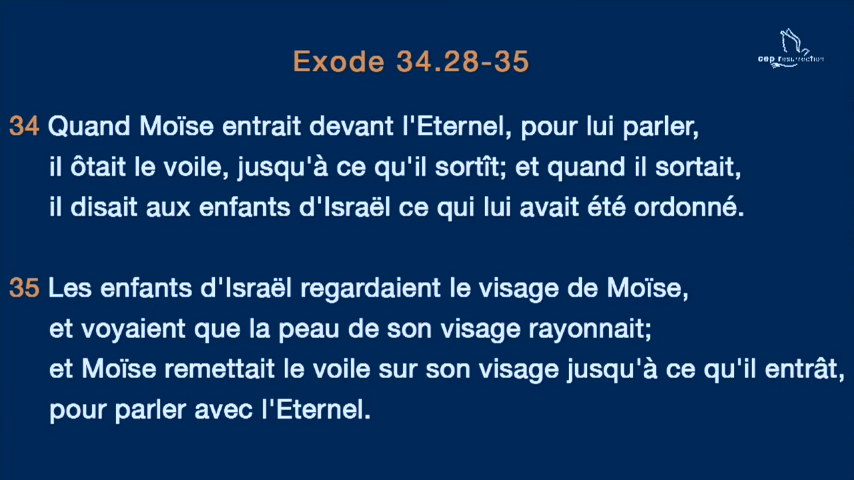 cep résurrection
Exode 34.28-35
34 Quand Moïse entrait devant l'Eternel, pour lui parler,
il ôtait le voile, jusqu'à ce qu'il sortît; et quand il sortait,
il disait aux enfants d'Israël ce qui lui avait été ordonné.
35 Les enfants d'Israël regardaient le visage de Moïse,
et voyaient que la peau de son visage rayonnait;
et Moïse remettait le voile sur son visage jusqu'à ce qu'il entrât,
pour parler avec l'Eternel.